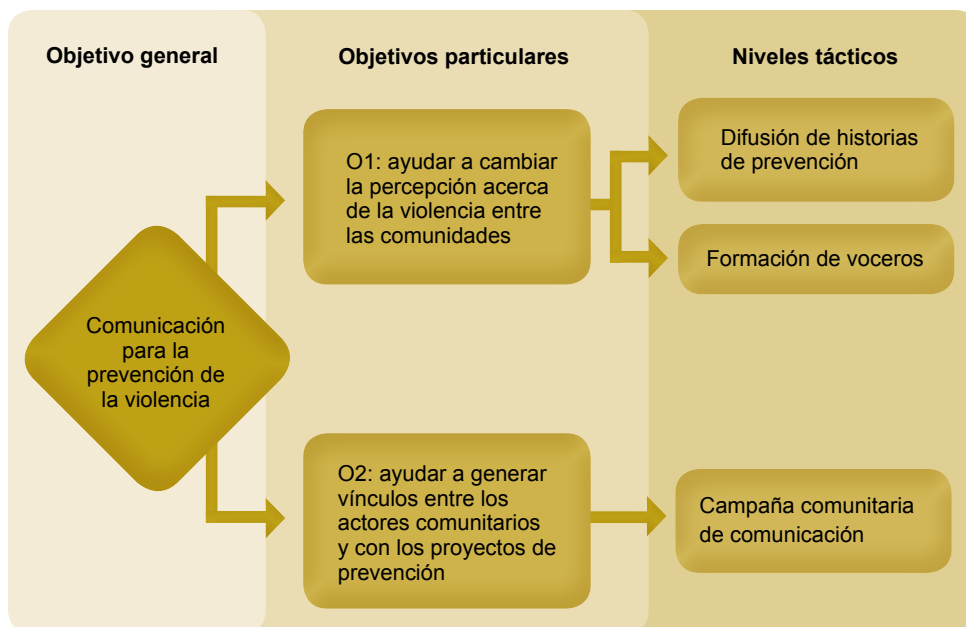 Objetivo general
Objetivos particulares
Niveles tácticos
Comunicación
para la
prevención de
la violencia
O1: ayudar a cambiar
la percepción acerca
de la violencia entre
las comunidades
Difusión de historias
de prevención
Formación de voceros
O2: ayudar a generar
vínculos entre los
actores comunitarios
y con los proyectos de
prevención
Campaña comunitaria
de comunicación